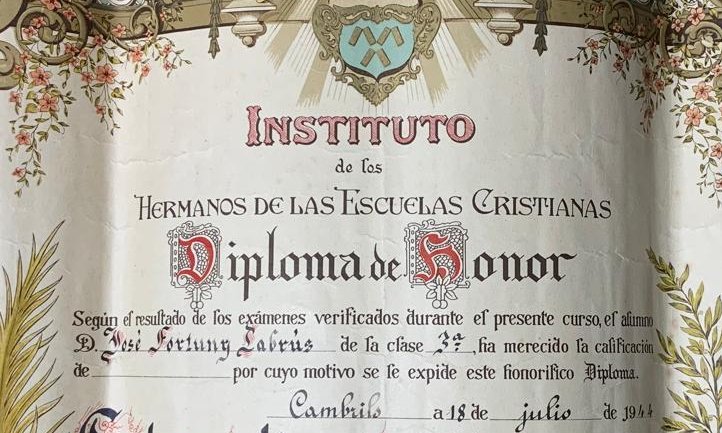 INSTITUTO
de los
HERMANOS DE LAS ESCUELAS CRISTIANAS
Diploma de Honor
Según el resultado de los exámenes verificados durante el presente curso, el alumno
D. José Fortuny Labrús de la clase 3ª, ha merecido la calificación
de por cuyo motivo se le expide este honorífico Diploma.
Cambrils a 18 de julio de 1944